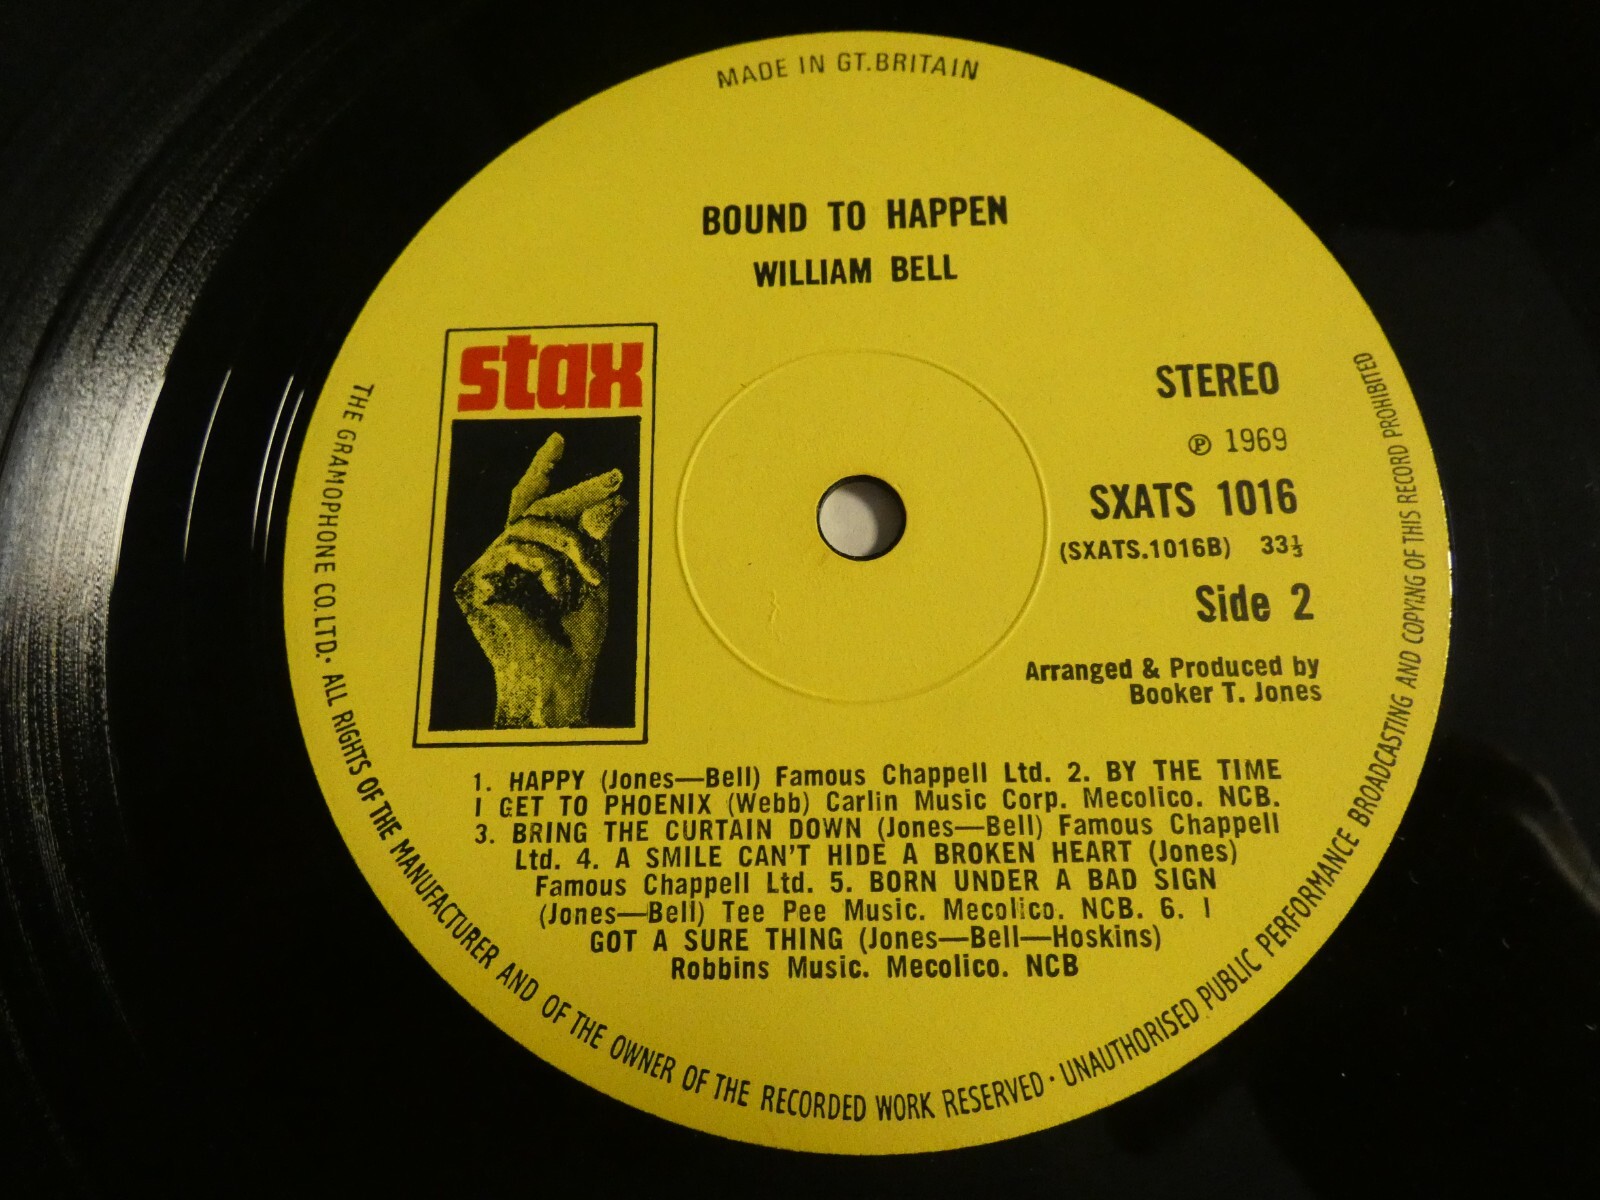 MADE IN GT.BRITAIN
BOUND TO HAPPEN
WILLIAM BELL
stax
STEREO
℗ 1969
SXATS 1016
(SXATS.1016B) 33⅓
Side 2
Arranged & Produced by
Booker T. Jones
1. HAPPY (Jones—Bell) Famous Chappell Ltd. 2. BY THE TIME
I GET TO PHOENIX (Webb) Carlin Music Corp. Mecolico. NCB.
3. BRING THE CURTAIN DOWN (Jones—Bell) Famous Chappell
Ltd. 4. A SMILE CAN'T HIDE A BROKEN HEART (Jones)
Famous Chappell Ltd. 5. BORN UNDER A BAD SIGN
(Jones—Bell) Tee Pee Music. Mecolico. NCB. 6. I
GOT A SURE THING (Jones—Bell—Hoskins)
Robbins Music. Mecolico. NCB
THE GRAMOPHONE CO.LTD. · ALL RIGHTS OF THE MANUFACTURER AND OF THE OWNER OF THE RECORDED WORK RESERVED · UNAUTHORISED PUBLIC PERFORMANCE BROADCASTING AND COPYING OF THIS RECORD PROHIBITED